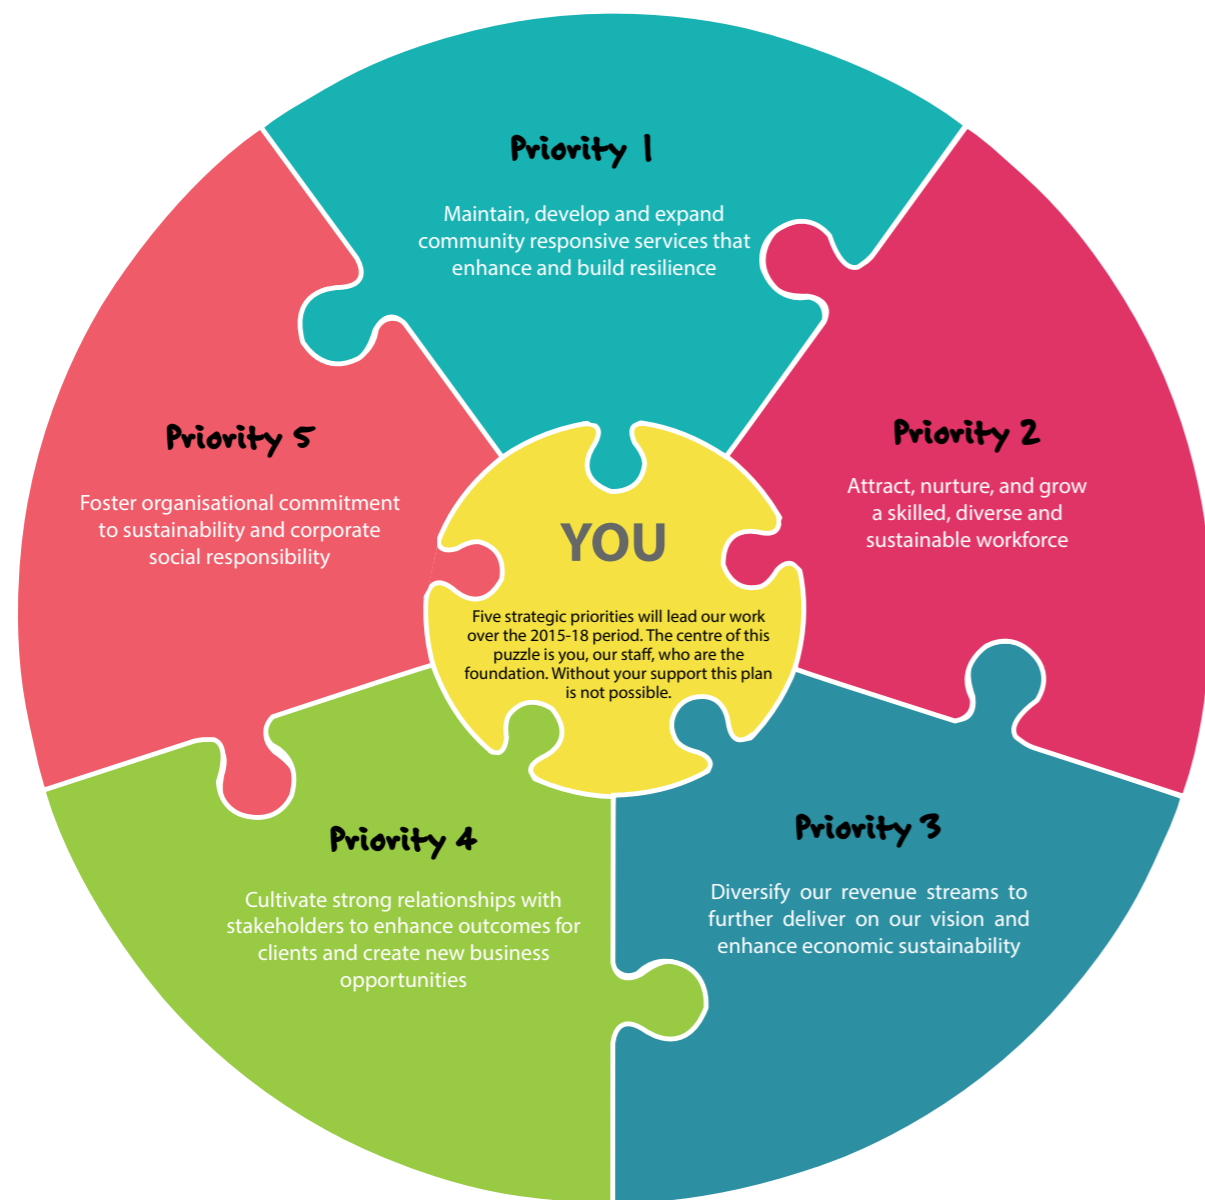 Priority 1
Maintain, develop and expand
community responsive services that
enhance and build resilience
Priority 2
Attract, nurture, and grow
a skilled, diverse and
sustainable workforce
Priority 3
Diversify our revenue streams to
further deliver on our vision and
enhance economic sustainability
Priority 4
Cultivate strong relationships with
stakeholders to enhance outcomes for
clients and create new business
opportunities
Priority 5
Foster organisational commitment
to sustainability and corporate
social responsibility
YOU
Five strategic priorities will lead our work
over the 2015-18 period. The centre of this
puzzle is you, our staff, who are the
foundation. Without your support this plan
is not possible.